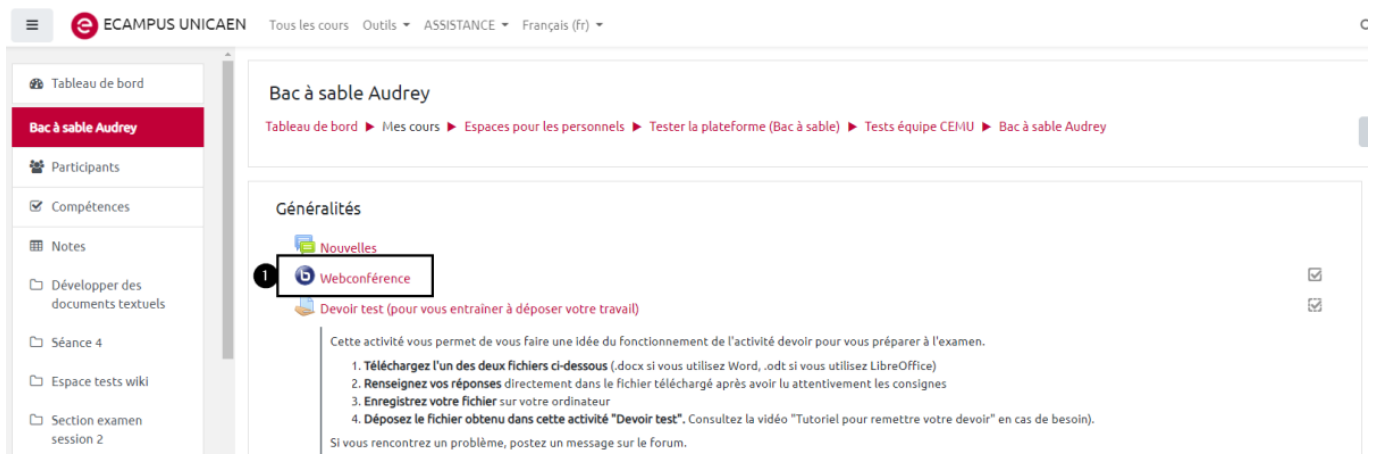 ECAMPUS UNICAEN Tous les cours Outils ASSISTANCE Français (fr)
Tableau de bord
Bac à sable Audrey
Participants
Compétences
Notes
Développer des
documents textuels
Séance 4
Espace tests wiki
Section examen
session 2
Bac à sable Audrey
Tableau de bord ► Mes cours ► Espaces pour les personnels ► Tester la plateforme (Bac à sable) ► Tests équipe CEMU ► Bac à sable Audrey
Généralités
Nouvelles
1 Webconférence
Devoir test (pour vous entrainer à déposer votre travail)
Cette activité vous permet de vous faire une idée du fonctionnement de l'activité devoir pour vous préparer à l'examen.
1. Téléchargez l'un des deux fichiers ci-dessous (.docx si vous utilisez Word, .odt si vous utilisez LibreOffice)
2. Renseignez vos réponses directement dans le fichier téléchargé après avoir lu attentivement les consignes
3. Enregistrez votre fichier sur votre ordinateur
4. Déposez le fichier obtenu dans cette activité "Devoir test". Consultez la vidéo "Tutoriel pour remettre votre devoir" en cas de besoin).
Si vous rencontrez un problème, postez un message sur le forum.